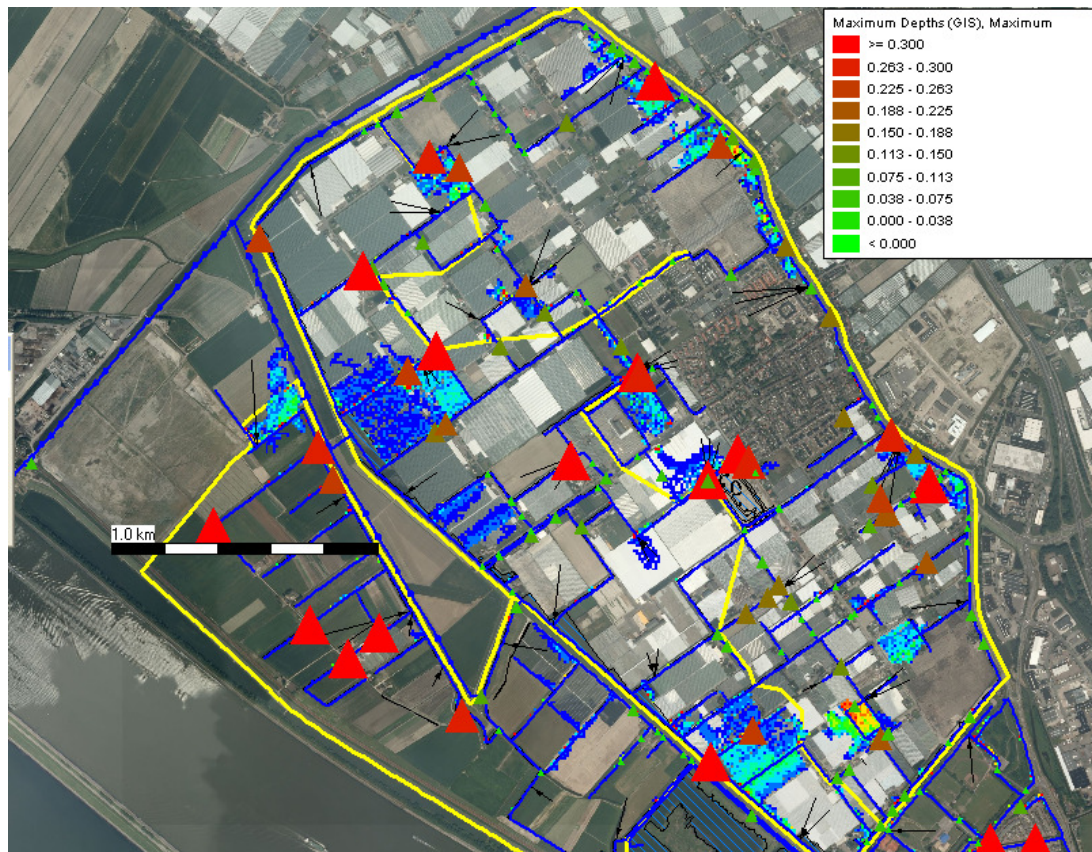 Maximum Depths (GIS), Maximum
>= 0.300
0.263 - 0.300
0.225 - 0.263
0.188 - 0.225
0.150 - 0.188
0.113 - 0.150
0.075 - 0.113
0.038 - 0.075
0.000 - 0.038
< 0.000
1.0 km